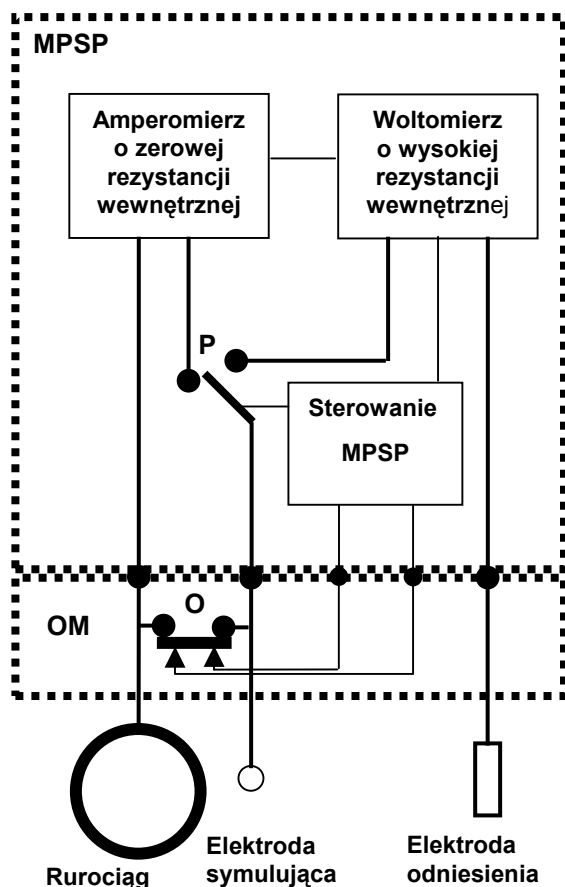 MPSP
Amperomierz
o zerowej
rezystancji
wewnętrznej
Woltomierz
o wysokiej
rezystancji
wewnętrznej
P
Sterowanie
MPSP
O
OM
Rurociąg
Elektroda
symulująca
Elektroda
odniesienia